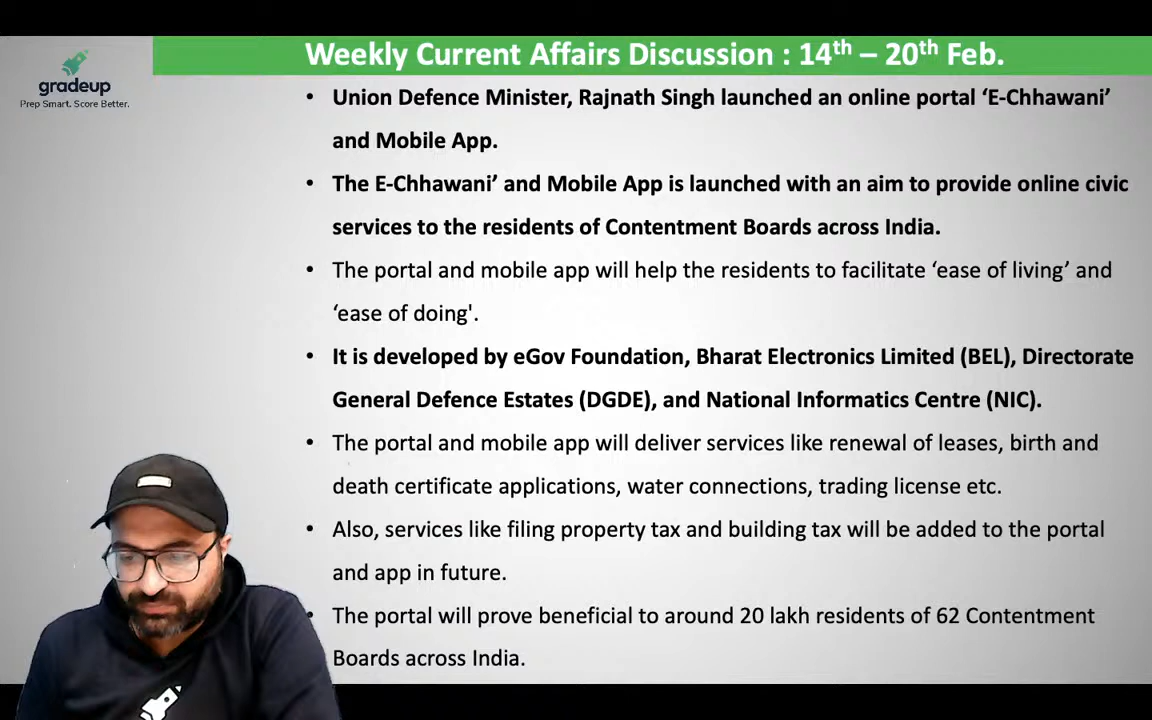 Weekly Current Affairs Discussion : 14th – 20th Feb.
gradeup
Prep Smart. Score Better.
• Union Defence Minister, Rajnath Singh launched an online portal ‘E-Chhawani’
and Mobile App.
• The E-Chhawani’ and Mobile App is launched with an aim to provide online civic
services to the residents of Contentment Boards across India.
• The portal and mobile app will help the residents to facilitate ‘ease of living’ and
‘ease of doing'.
• It is developed by eGov Foundation, Bharat Electronics Limited (BEL), Directorate
General Defence Estates (DGDE), and National Informatics Centre (NIC).
• The portal and mobile app will deliver services like renewal of leases, birth and
death certificate applications, water connections, trading license etc.
• Also, services like filing property tax and building tax will be added to the portal
and app in future.
• The portal will prove beneficial to around 20 lakh residents of 62 Contentment
Boards across India.